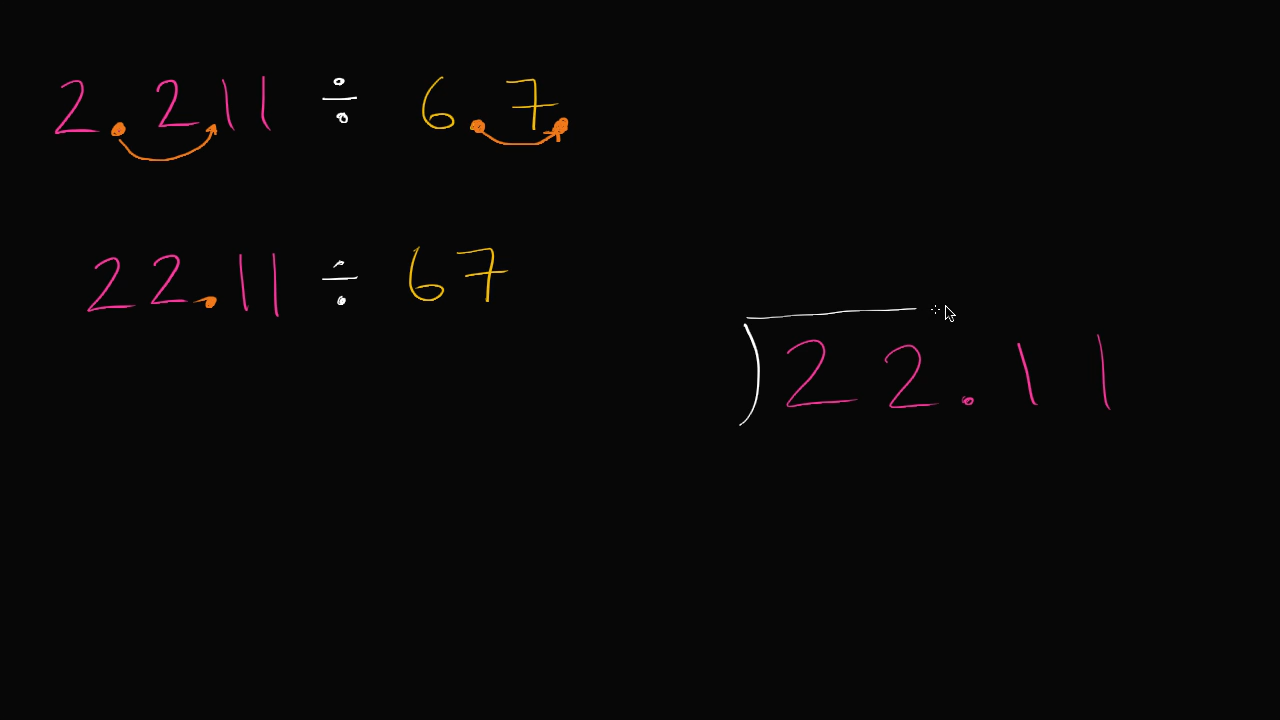 2.211 ÷ 6.7
22.11 ÷ 67
)22.11